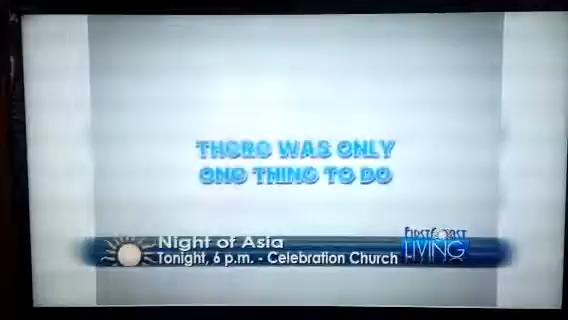 THERE WAS ONLY
ONE THING TO DO
Night of Asia
Tonight, 6 p.m. - Celebration Church
FIRST COAST
LIVING